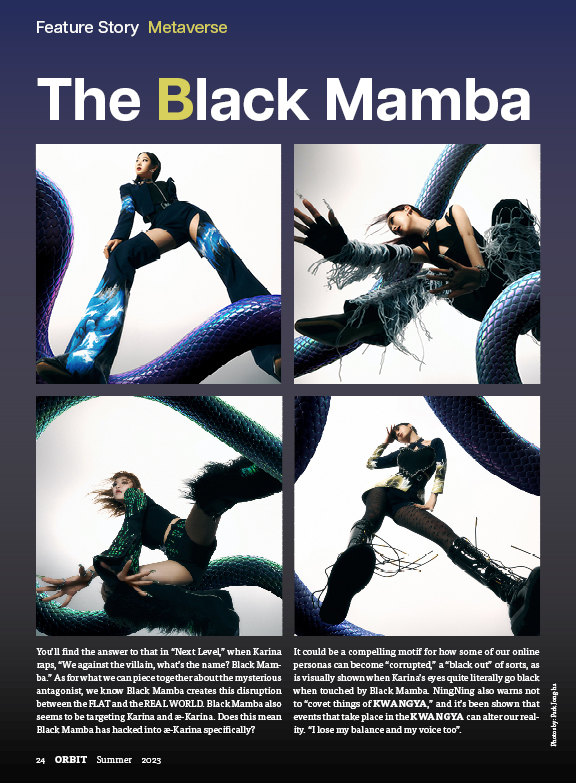 Feature Story Metaverse
The Black Mamba
You'll find the answer to that in “Next Level,” when Karina
raps, “We against the villain, what's the name? Black Mam-
ba.” As for what we can piece together about the mysterious
antagonist, we know Black Mamba creates this disruption
between the FLAT and the REAL WORLD. Black Mamba also
seems to be targeting Karina and æ-Karina. Does this mean
Black Mamba has hacked into æ-Karina specifically?
It could be a compelling motif for how some of our online
personas can become “corrupted,” a “black out” of sorts, as
is visually shown when Karina's eyes quite literally go black
when touched by Black Mamba. NingNing also warns not
to “covet things of KWANGYA,” and it's been shown that
events that take place in the KWANGYA can alter our real-
ity. “I lose my balance and my voice too”.
Photos by: Park Jongha
24 ORBIT Summer 2023